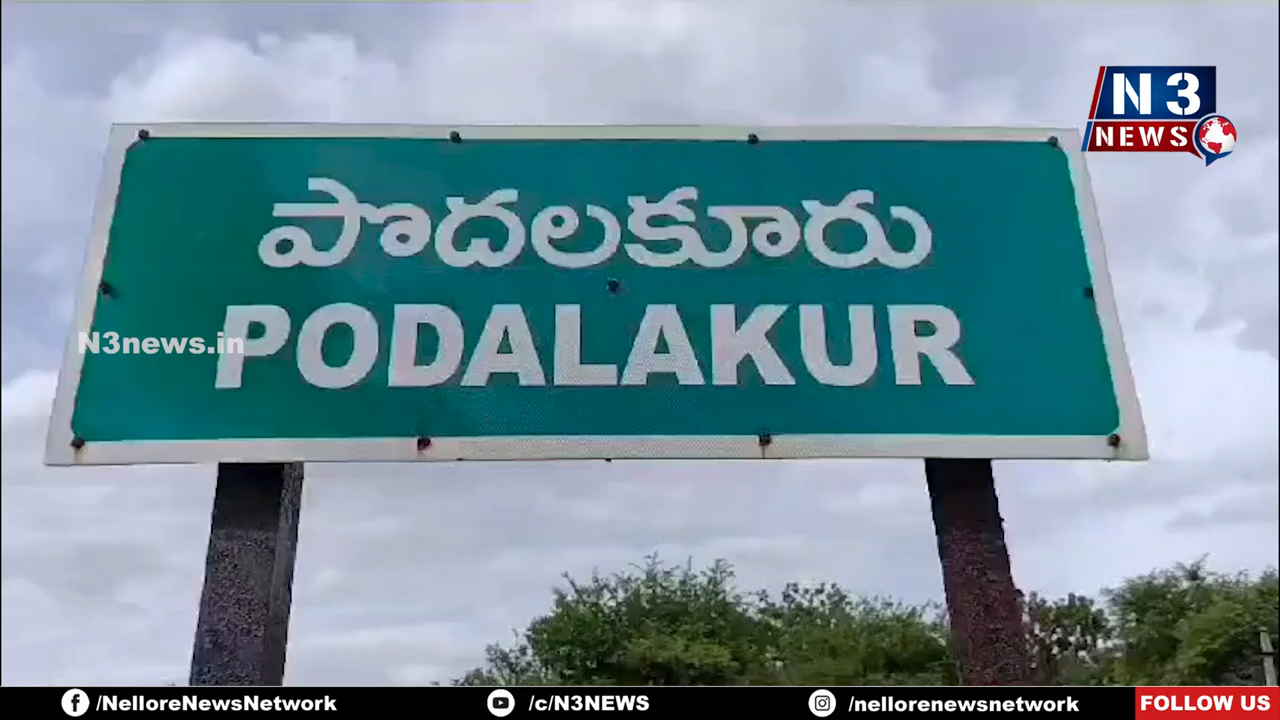 N 3
NEWS
పొదలకూరు
PODALAKUR
N3news.in
/NelloreNewsNetwork
/c/N3NEWS
/nellorenewsnetwork
FOLLOW US